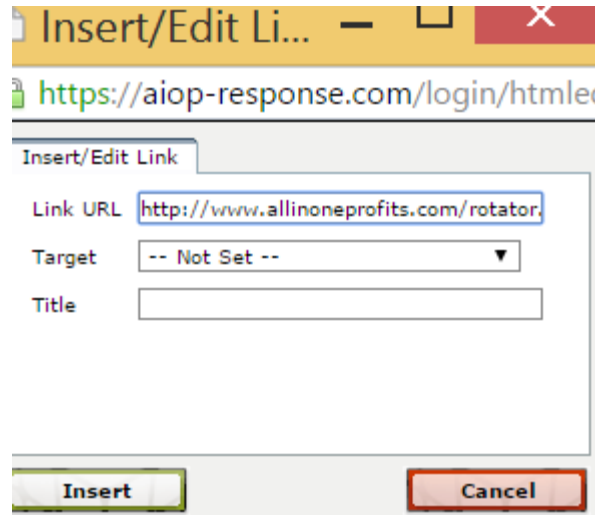 Insert/Edit Li...
https://aiop-response.com/login/htmle
Insert/Edit Link
Link URL http://www.allinoneprofits.com/rotator.
Target -- Not Set --
Title
Insert Cancel